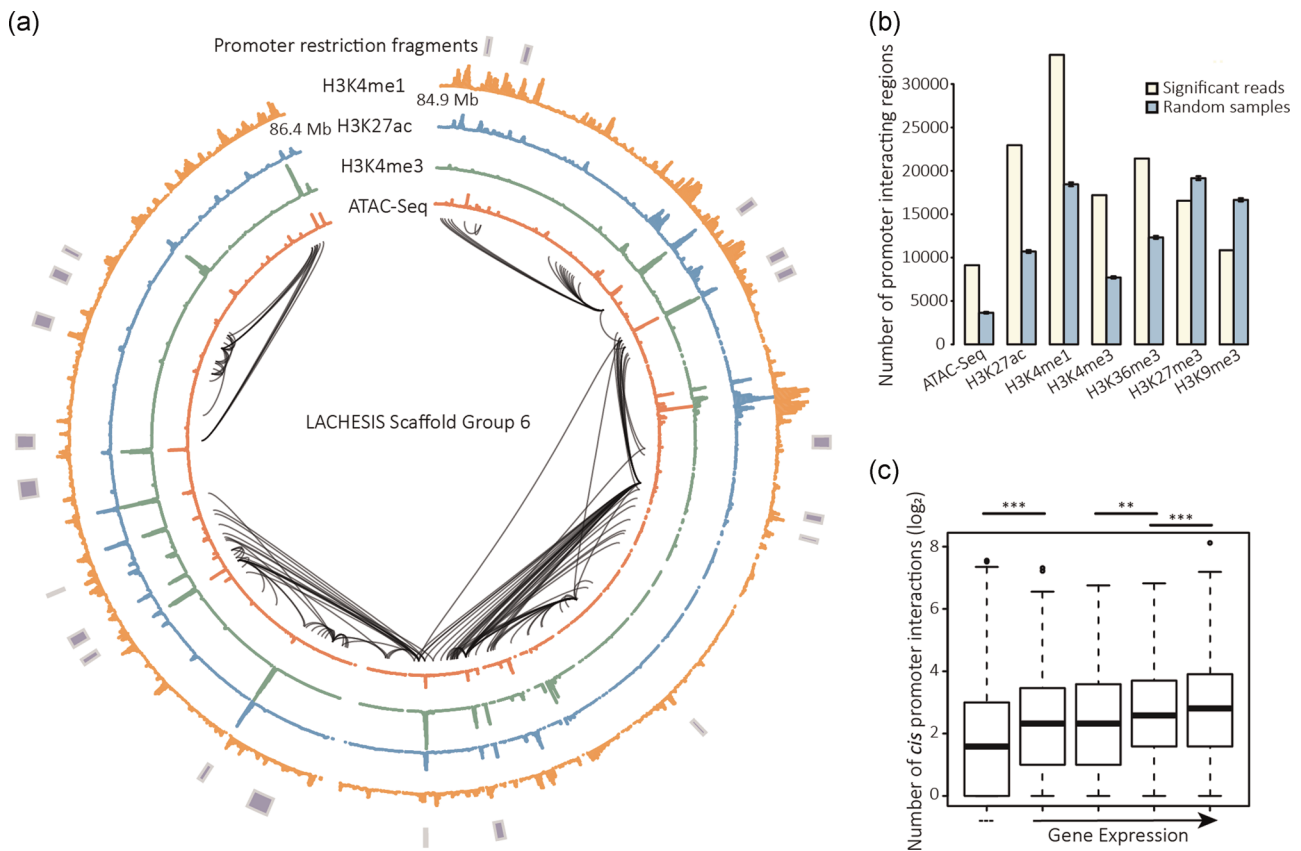 (a)
Promoter restriction fragments
H3K4me1
84.9 Mb
86.4 Mb
H3K27ac
H3K4me3
ATAC-Seq
LACHESIS Scaffold Group 6
(b)
Number of promoter interacting regions
30000
25000
20000
15000
10000
5000
0
Significant reads
Random samples
ATAC-Seq
H3K27ac
H3K4me1
H3K4me3
H3K36me3
H3K27me3
H3K9me3
(c)
Number of cis promoter interactions (log₂)
***
**
***
8
6
4
2
0
---
Gene Expression